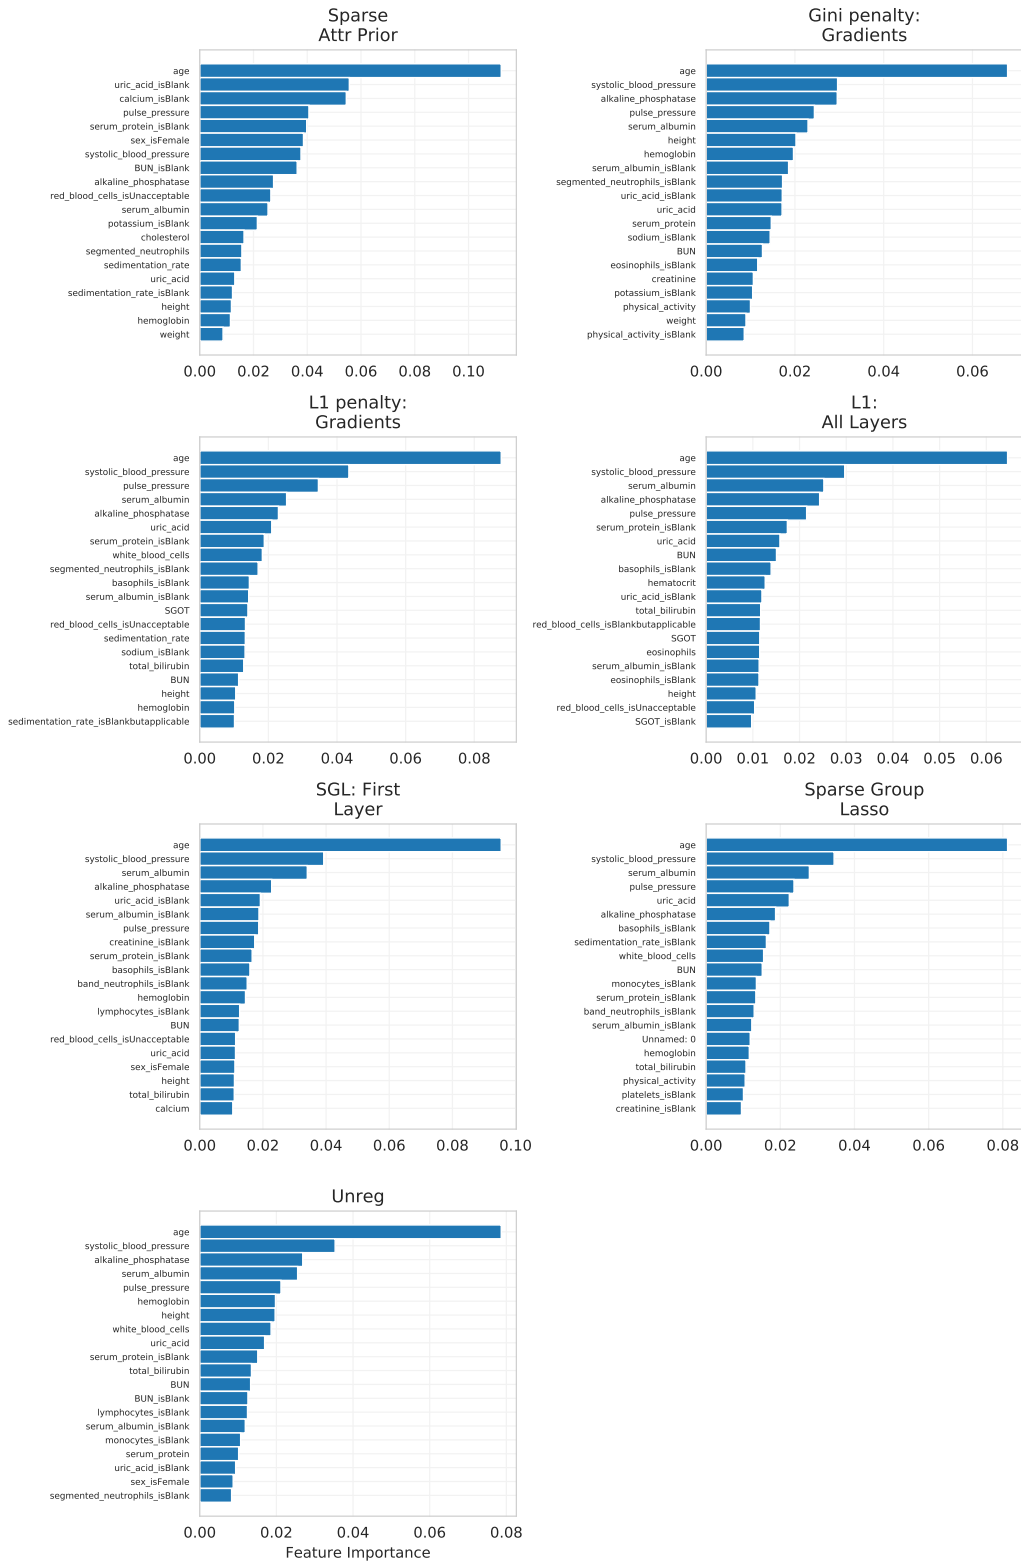 Sparse
Attr Prior
age
uric_acid_isBlank
calcium_isBlank
pulse_pressure
serum_protein_isBlank
sex_isFemale
systolic_blood_pressure
BUN_isBlank
alkaline_phosphatase
red_blood_cells_isUnacceptable
serum_albumin
potassium_isBlank
cholesterol
segmented_neutrophils
sedimentation_rate
uric_acid
sedimentation_rate_isBlank
height
hemoglobin
weight
0.00 0.02 0.04 0.06 0.08 0.10
Gini penalty:
Gradients
age
systolic_blood_pressure
alkaline_phosphatase
pulse_pressure
serum_albumin
height
hemoglobin
serum_albumin_isBlank
segmented_neutrophils_isBlank
uric_acid_isBlank
uric_acid
serum_protein
sodium_isBlank
BUN
eosinophils_isBlank
creatinine
potassium_isBlank
physical_activity
weight
physical_activity_isBlank
0.00 0.02 0.04 0.06
L1 penalty:
Gradients
age
systolic_blood_pressure
pulse_pressure
serum_albumin
alkaline_phosphatase
uric_acid
serum_protein_isBlank
white_blood_cells
segmented_neutrophils_isBlank
basophils_isBlank
serum_albumin_isBlank
SGOT
red_blood_cells_isUnacceptable
sedimentation_rate
sodium_isBlank
total_bilirubin
BUN
height
hemoglobin
sedimentation_rate_isBlankbutapplicable
0.00 0.02 0.04 0.06 0.08
L1:
All Layers
age
systolic_blood_pressure
serum_albumin
alkaline_phosphatase
pulse_pressure
serum_protein_isBlank
uric_acid
BUN
basophils_isBlank
hematocrit
uric_acid_isBlank
total_bilirubin
red_blood_cells_isBlankbutapplicable
SGOT
eosinophils
serum_albumin_isBlank
eosinophils_isBlank
height
red_blood_cells_isUnacceptable
SGOT_isBlank
0.00 0.01 0.02 0.03 0.04 0.05 0.06
SGL: First
Layer
age
systolic_blood_pressure
serum_albumin
alkaline_phosphatase
uric_acid_isBlank
serum_albumin_isBlank
pulse_pressure
creatinine_isBlank
serum_protein_isBlank
basophils_isBlank
band_neutrophils_isBlank
hemoglobin
lymphocytes_isBlank
BUN
red_blood_cells_isUnacceptable
uric_acid
sex_isFemale
height
total_bilirubin
calcium
0.00 0.02 0.04 0.06 0.08 0.10
Sparse Group
Lasso
age
systolic_blood_pressure
serum_albumin
pulse_pressure
uric_acid
alkaline_phosphatase
basophils_isBlank
sedimentation_rate_isBlank
white_blood_cells
BUN
monocytes_isBlank
serum_protein_isBlank
band_neutrophils_isBlank
serum_albumin_isBlank
Unnamed: 0
hemoglobin
total_bilirubin
physical_activity
platelets_isBlank
creatinine_isBlank
0.00 0.02 0.04 0.06 0.08
Unreg
age
systolic_blood_pressure
alkaline_phosphatase
serum_albumin
pulse_pressure
hemoglobin
height
white_blood_cells
uric_acid
serum_protein_isBlank
total_bilirubin
BUN
BUN_isBlank
lymphocytes_isBlank
serum_albumin_isBlank
monocytes_isBlank
serum_protein
uric_acid_isBlank
sex_isFemale
segmented_neutrophils_isBlank
0.00 0.02 0.04 0.06 0.08
Feature Importance